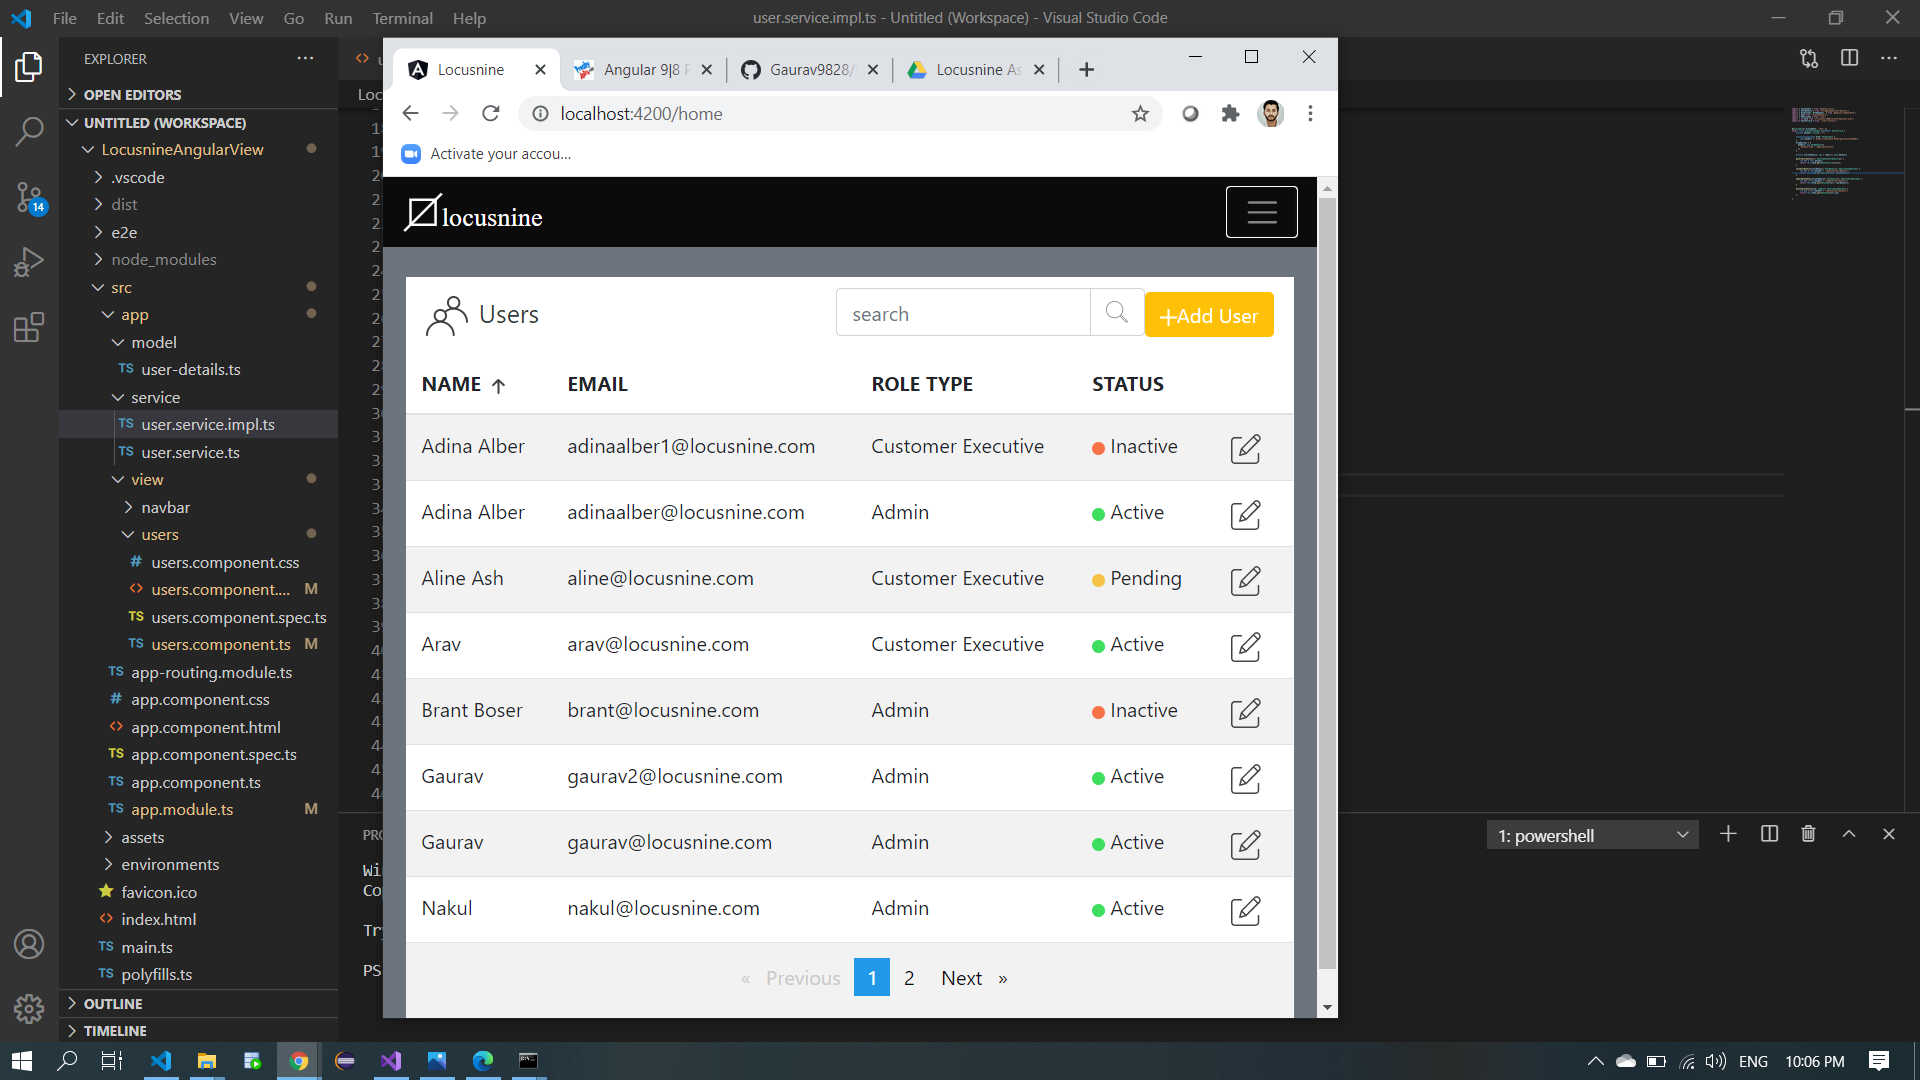 File Edit Selection View Go Run Terminal Help
user.service.impl.ts - Untitled (Workspace) - Visual Studio Code
EXPLORER
OPEN EDITORS
UNTITLED (WORKSPACE)
LocusnineAngularView
.vscode
dist
e2e
node_modules
src
app
model
TS user-details.ts
service
TS user.service.impl.ts
TS user.service.ts
view
navbar
users
# users.component.css
<> users.component.... M
TS users.component.spec.ts
TS users.component.ts M
TS app-routing.module.ts
# app.component.css
<> app.component.html
TS app.component.spec.ts
TS app.component.ts
TS app.module.ts M
assets
environments
favicon.ico
<> index.html
TS main.ts
TS polyfills.ts
OUTLINE
TIMELINE
14
Locusnine
Angular 9|8
Gaurav9828/
Locusnine As
localhost:4200/home
Activate your accou...
locusnine
Users
search
+Add User
NAME ↑ EMAIL ROLE TYPE STATUS
Adina Alber adinaalber1@locusnine.com Customer Executive Inactive
Adina Alber adinaalber@locusnine.com Admin Active
Aline Ash aline@locusnine.com Customer Executive Pending
Arav arav@locusnine.com Customer Executive Active
Brant Boser brant@locusnine.com Admin Inactive
Gaurav gaurav2@locusnine.com Admin Active
Gaurav gaurav@locusnine.com Admin Active
Nakul nakul@locusnine.com Admin Active
« Previous 1 2 Next »
1: powershell
PS
ENG 10:06 PM